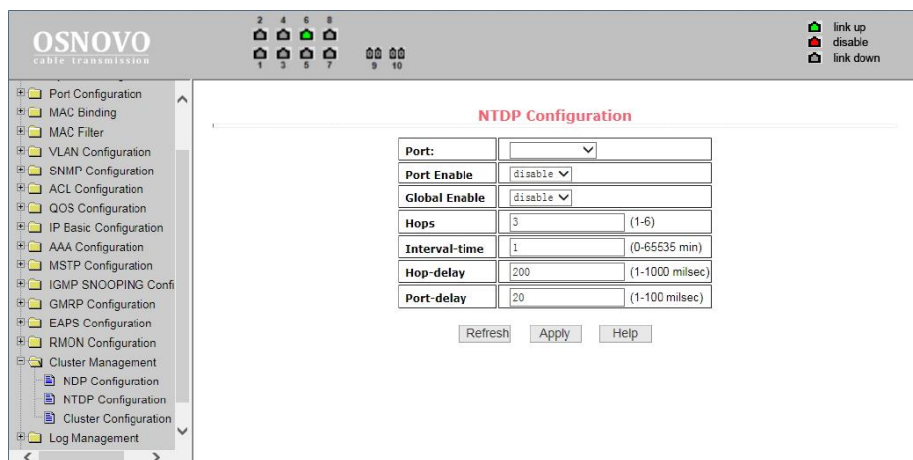 OSNOVO
cable transmission
2 4 6 8
1 3 5 7 9 10
link up
disable
link down
Port Configuration
MAC Binding
MAC Filter
VLAN Configuration
SNMP Configuration
ACL Configuration
QOS Configuration
IP Basic Configuration
AAA Configuration
MSTP Configuration
IGMP SNOOPING Confi
GMRP Configuration
EAPS Configuration
RMON Configuration
Cluster Management
NDP Configuration
NTDP Configuration
Cluster Configuration
Log Management
NTDP Configuration
Port:
Port Enable disable
Global Enable disable
Hops 3 (1-6)
Interval-time 1 (0-65535 min)
Hop-delay 200 (1-1000 milsec)
Port-delay 20 (1-100 milsec)
Refresh Apply Help